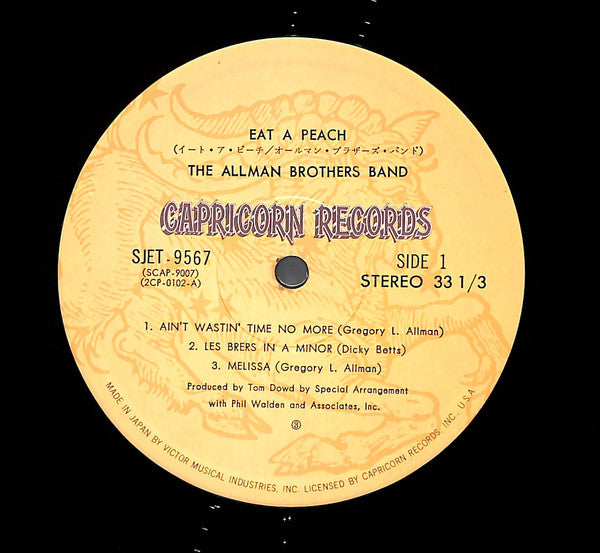 EAT A PEACH
(イート・ア・ピーチ/オールマン・ブラザーズ・バンド)
THE ALLMAN BROTHERS BAND
CAPRICORN RECORDS
SJET-9567
(SCAP-9007)
(2CP-0102-A)
SIDE 1
STEREO 33 1/3
1. AIN'T WASTIN' TIME NO MORE (Gregory L. Allman)
2. LES BRERS IN A MINOR (Dicky Betts)
3. MELISSA (Gregory L. Allman)
Produced by Tom Dowd by Special Arrangement
with Phil Walden and Associates, Inc.
③
MADE IN JAPAN BY VICTOR MUSICAL INDUSTRIES, INC. LICENSED BY CAPRICORN RECORDS, INC. U.S.A.